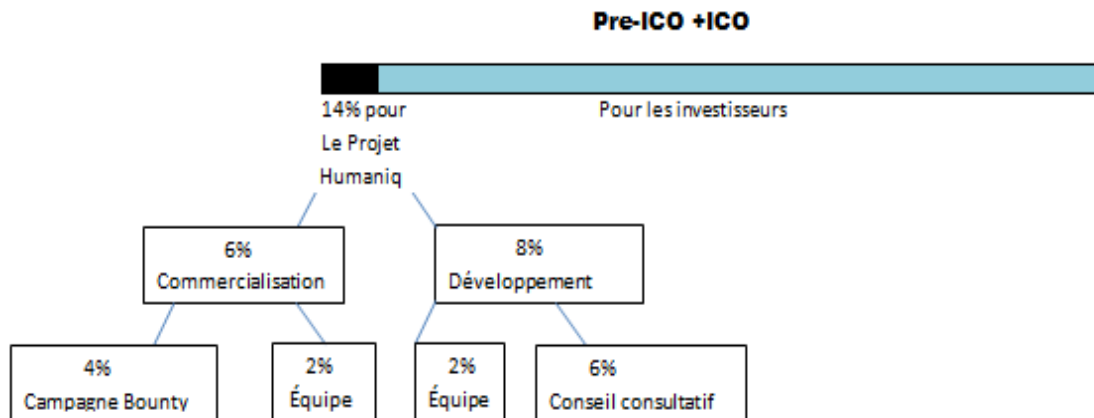 Pre-ICO +ICO
14% pour
Le Projet
Humaniq
Pour les investisseurs
6%
Commercialisation
8%
Développement
4%
Campagne Bounty
2%
Équipe
2%
Équipe
6%
Conseil consultatif